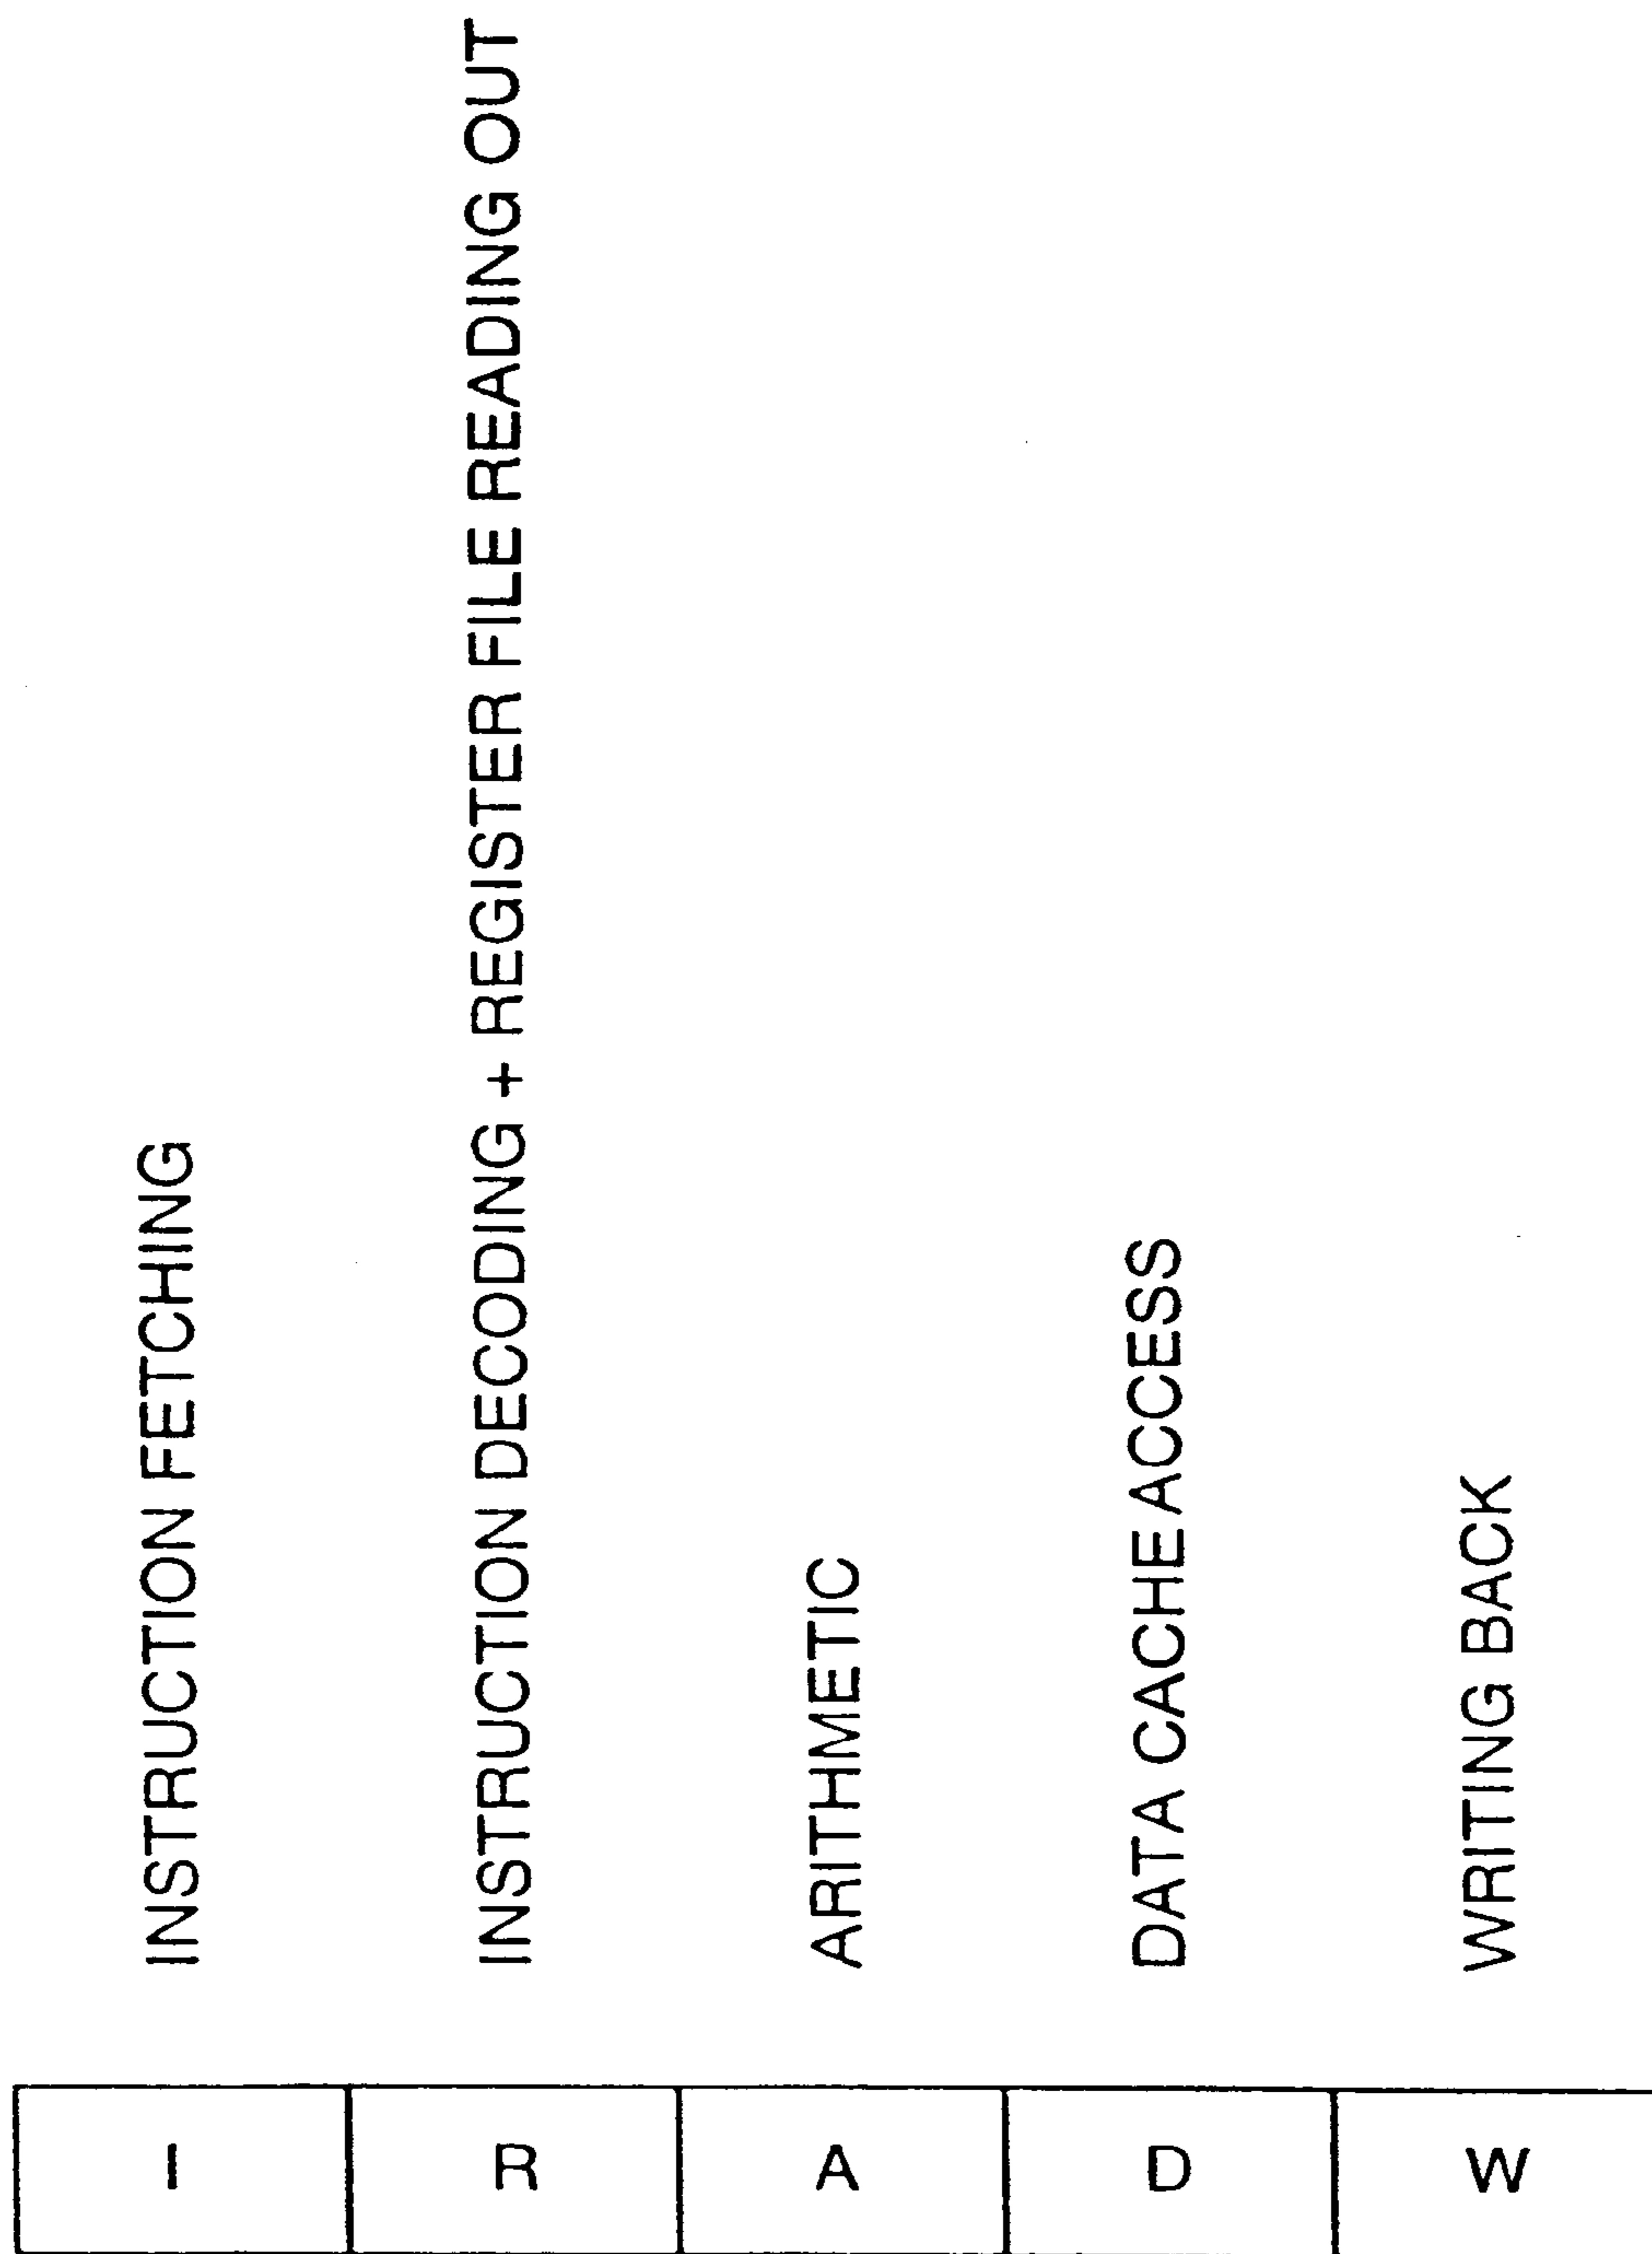 INSTRUCTION FETCHING
INSTRUCTION DECODING + REGISTER FILE READING OUT
ARITHMETIC
DATA CACHE ACCESS
WRITING BACK
I R A D W